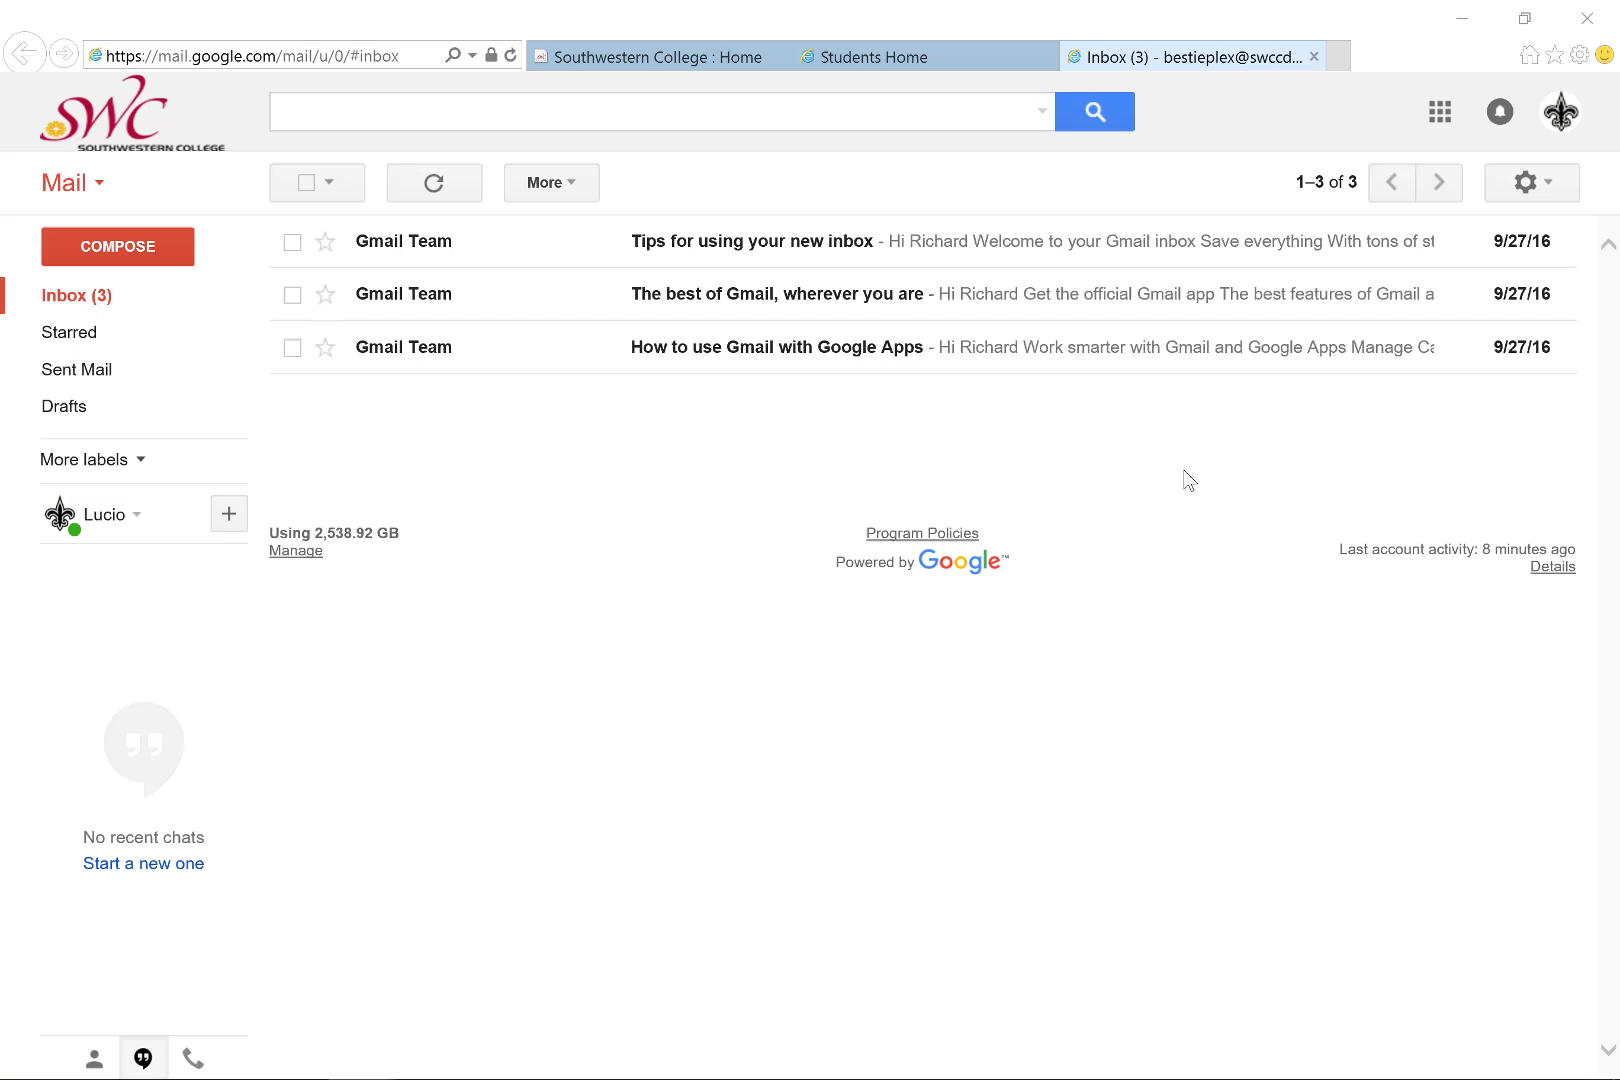 https://mail.google.com/mail/u/0/#inbox
Southwestern College : Home
Students Home
Inbox (3) - bestieplex@swccd...
SWC
SOUTHWESTERN COLLEGE
Mail
More
1–3 of 3
COMPOSE
Inbox (3)
Starred
Sent Mail
Drafts
More labels
Lucio
Gmail Team Tips for using your new inbox - Hi Richard Welcome to your Gmail inbox Save everything With tons of st 9/27/16
Gmail Team The best of Gmail, wherever you are - Hi Richard Get the official Gmail app The best features of Gmail a 9/27/16
Gmail Team How to use Gmail with Google Apps - Hi Richard Work smarter with Gmail and Google Apps Manage Ca 9/27/16
Using 2,538.92 GB
Manage
Program Policies
Powered by Google™
Last account activity: 8 minutes ago
Details
No recent chats
Start a new one